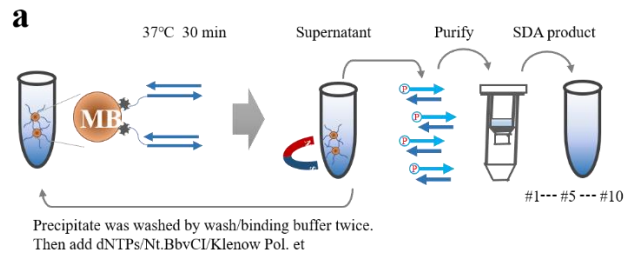 a
37℃ 30 min
Supernatant
Purify
SDA product
MB
P
P
P
P
#1--- #5 --- #10
Precipitate was washed by wash/binding buffer twice.
Then add dNTPs/Nt.BbvCI/Klenow Pol. et